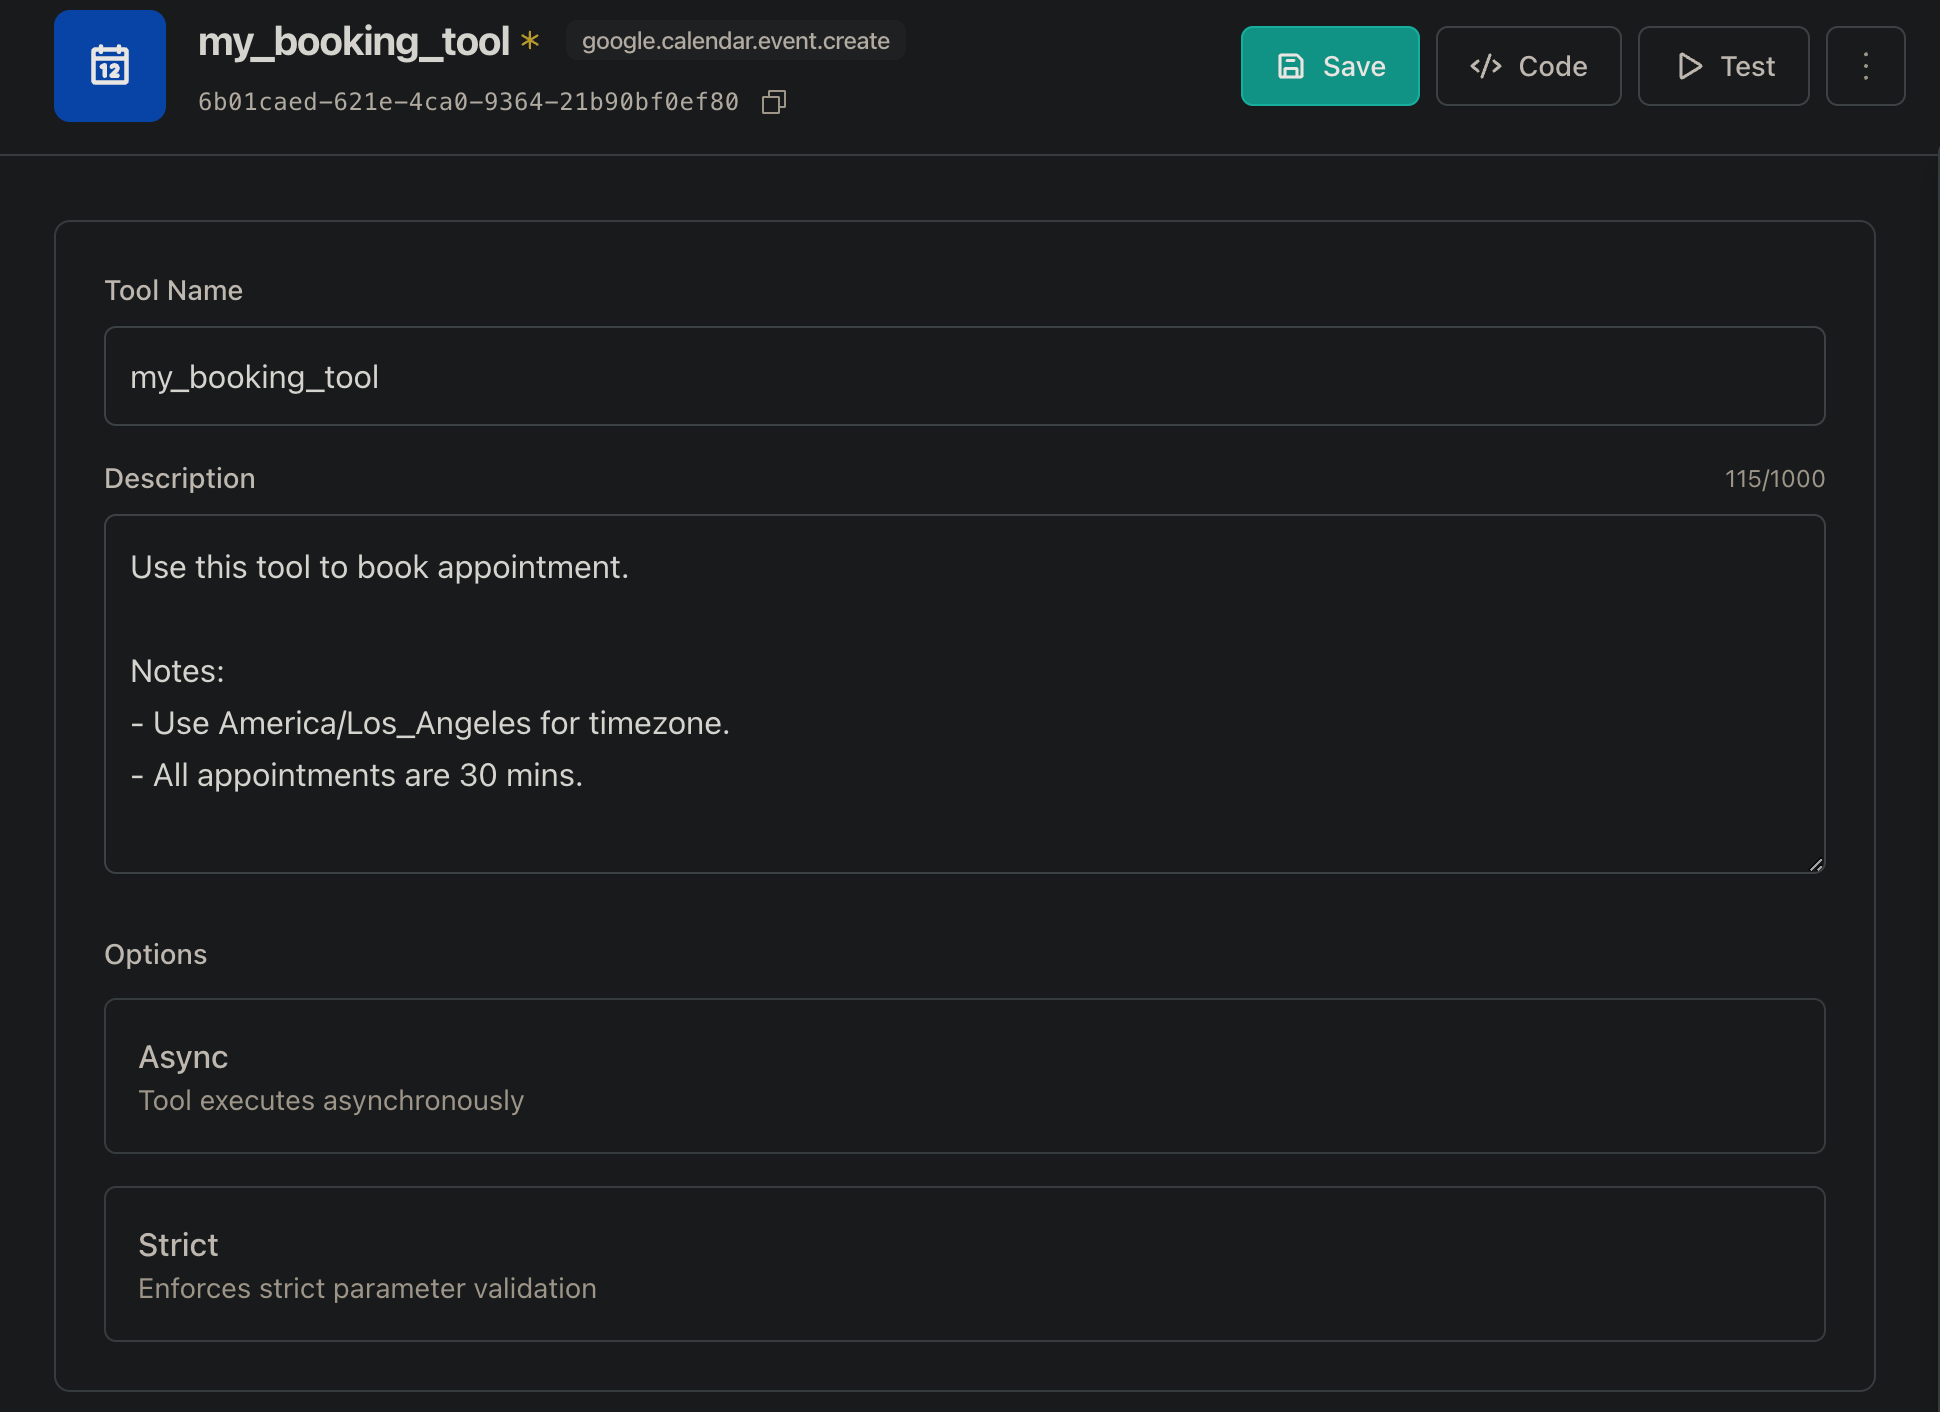 12
my_booking_tool *
google.calendar.event.create
6b01caed-621e-4ca0-9364-21b90bf0ef80
Save
</> Code
Test
Tool Name
my_booking_tool
Description
115/1000
Use this tool to book appointment.
Notes:
- Use America/Los_Angeles for timezone.
- All appointments are 30 mins.
Options
Async
Tool executes asynchronously
Strict
Enforces strict parameter validation